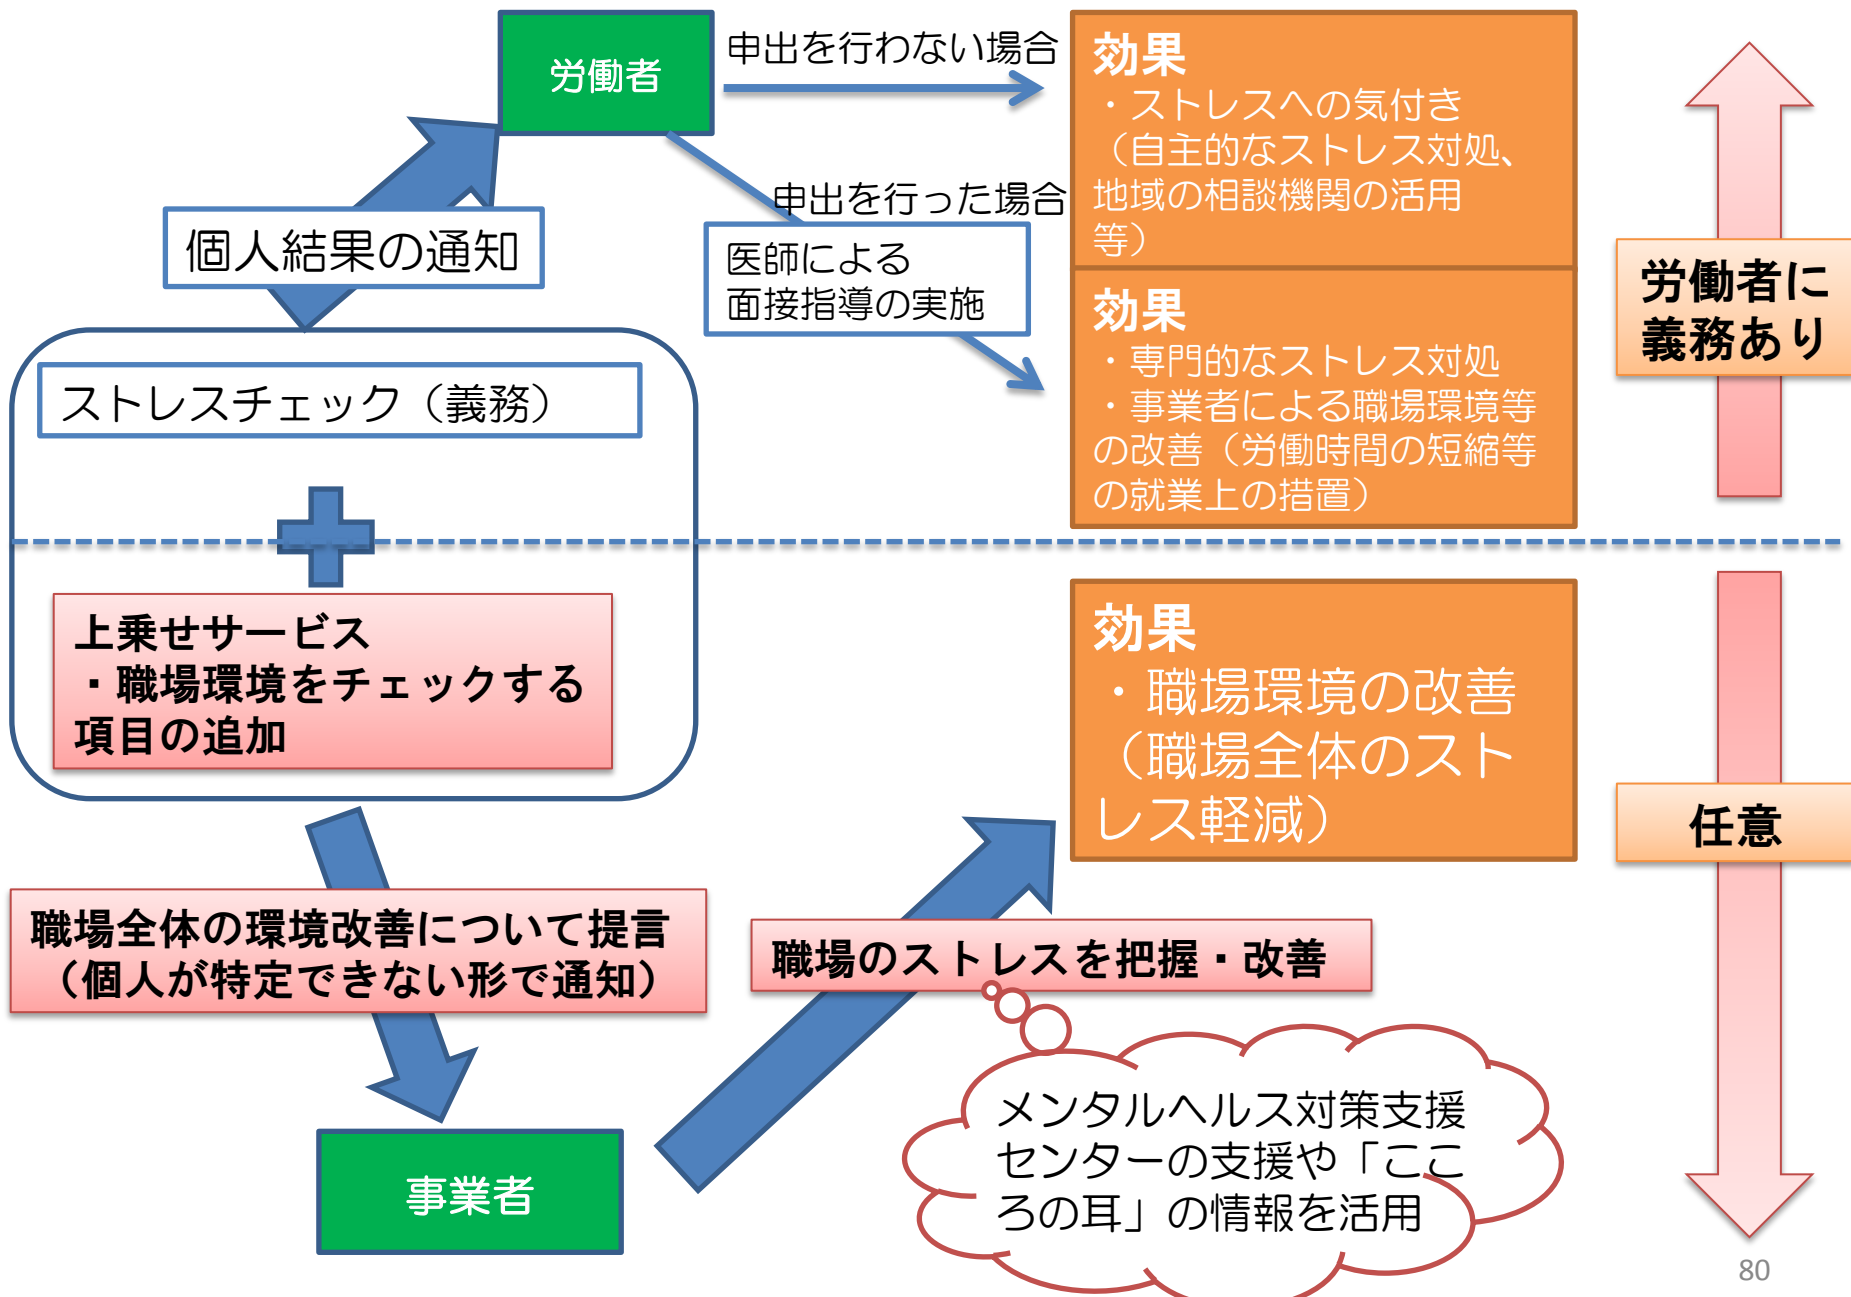 労働者
申出を行わない場合
効果
・ストレスへの気付き
（自主的なストレス対処、
地域の相談機関の活用
等）
申出を行った場合
個人結果の通知
医師による
面接指導の実施
効果
・専門的なストレス対処
・事業者による職場環境等
の改善（労働時間の短縮等
の就業上の措置）
労働者に
義務あり
ストレスチェック（義務）
上乗せサービス
・職場環境をチェックする
項目の追加
効果
・職場環境の改善
（職場全体のスト
レス軽減）
任意
職場全体の環境改善について提言
（個人が特定できない形で通知）
職場のストレスを把握・改善
メンタルヘルス対策支援
センターの支援や「ここ
ろの耳」の情報を活用
事業者
80